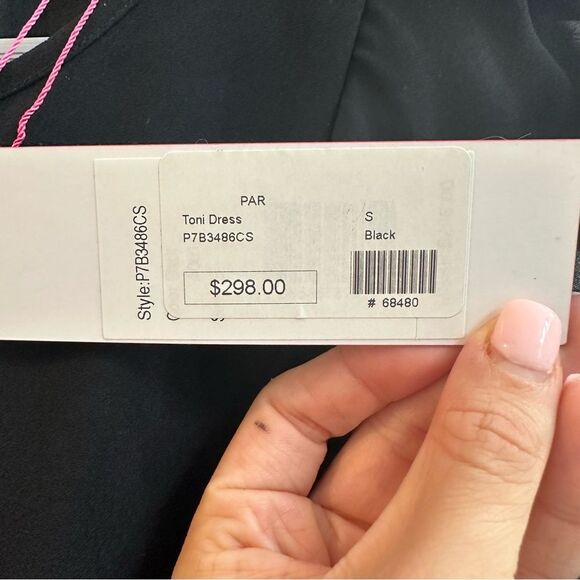 PAR
Toni Dress
P7B3486CS
S
Black
$298.00
# 68480
Style:P7B3486CS